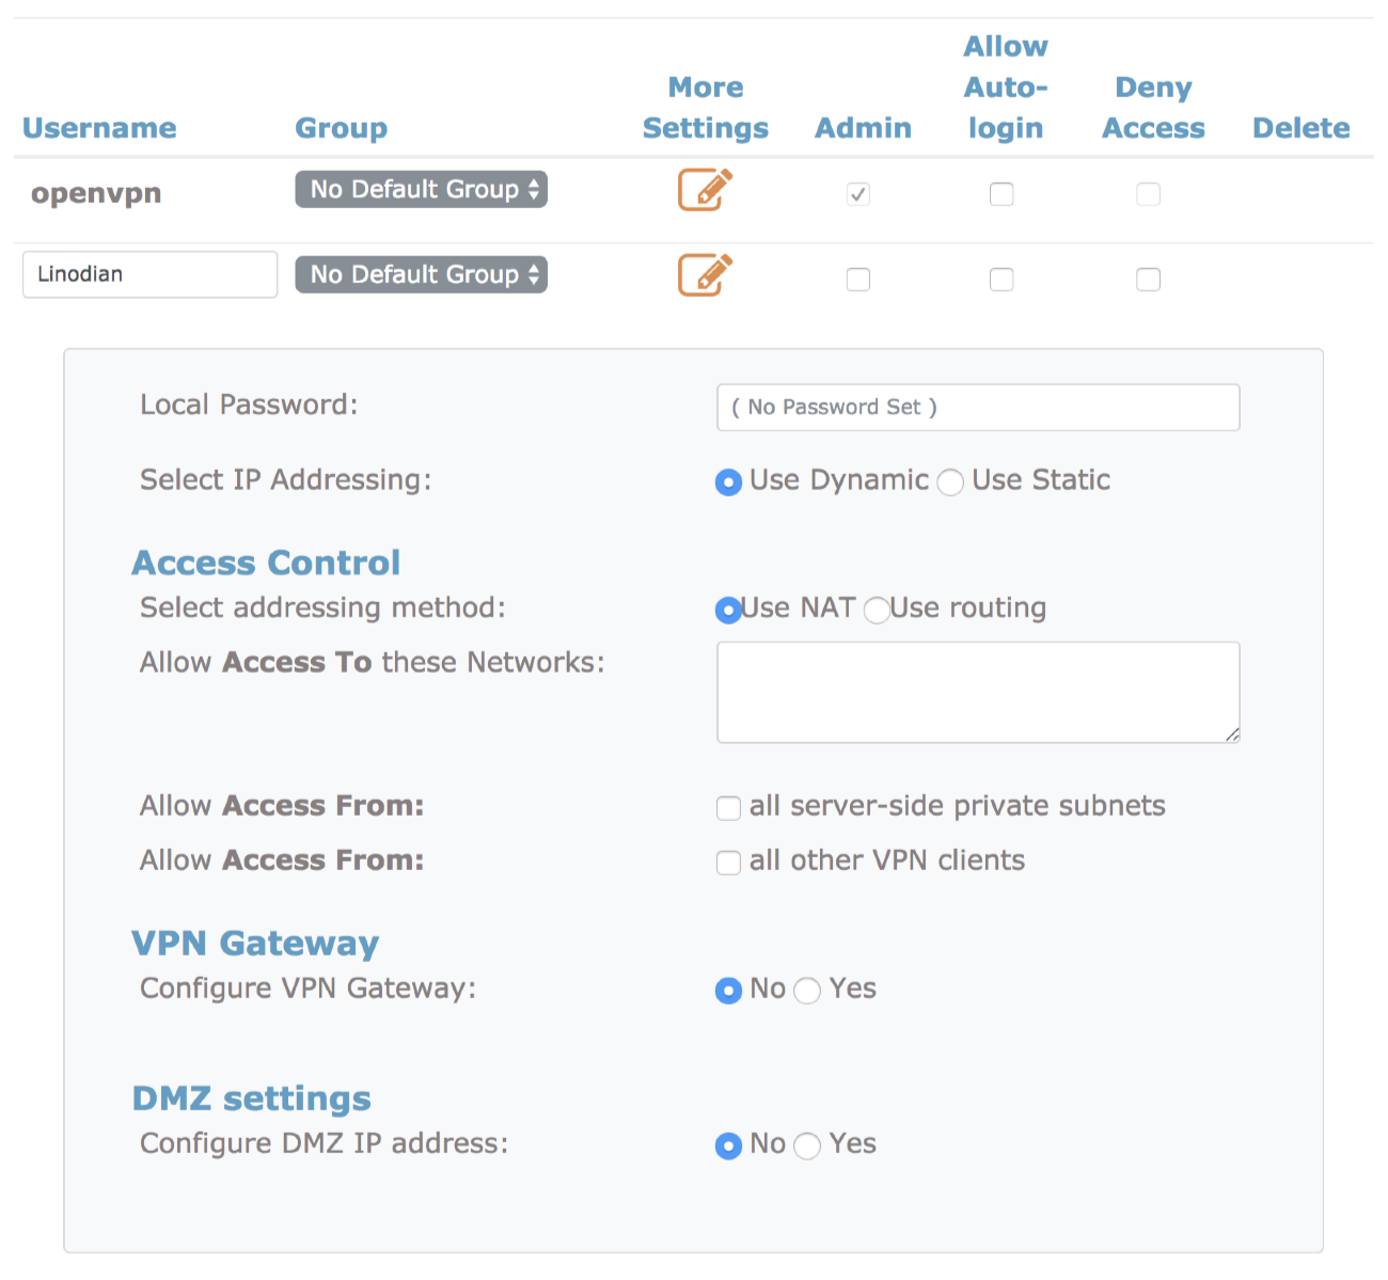 Username Group More Settings Admin Allow Auto-login Deny Access Delete
openvpn No Default Group
Linodian No Default Group
Local Password: ( No Password Set )
Select IP Addressing: Use Dynamic Use Static
Access Control
Select addressing method: Use NAT Use routing
Allow Access To these Networks:
Allow Access From: all server-side private subnets
Allow Access From: all other VPN clients
VPN Gateway
Configure VPN Gateway: No Yes
DMZ settings
Configure DMZ IP address: No Yes